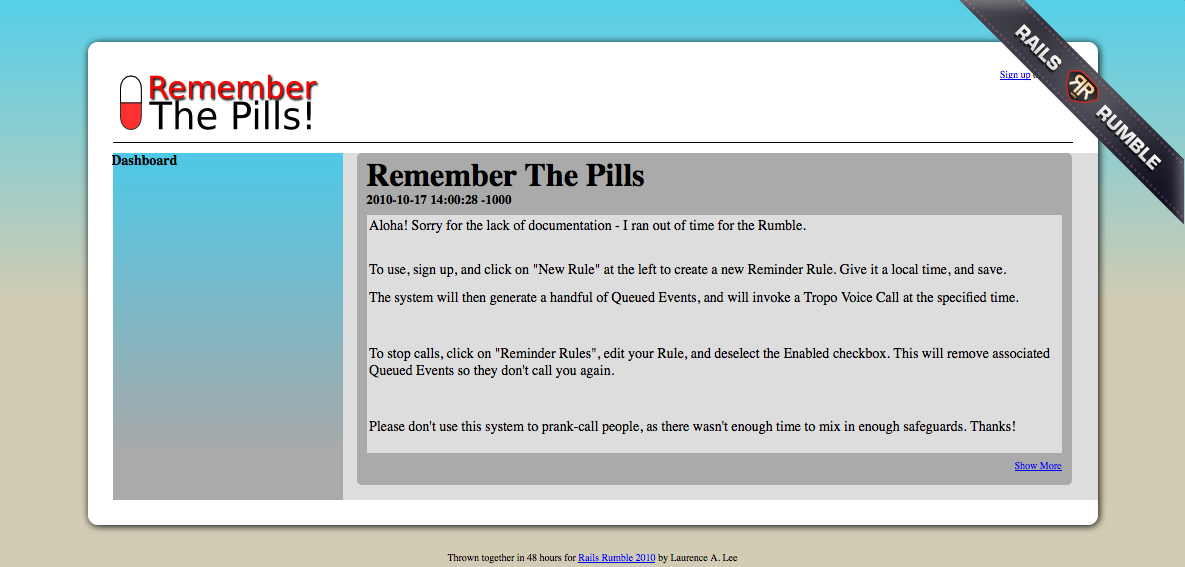 RAILS
RR
RUMBLE
Remember
The Pills!
Sign up
Dashboard
Remember The Pills
2010-10-17 14:00:28 -1000
Aloha! Sorry for the lack of documentation - I ran out of time for the Rumble.
To use, sign up, and click on "New Rule" at the left to create a new Reminder Rule. Give it a local time, and save.
The system will then generate a handful of Queued Events, and will invoke a Tropo Voice Call at the specified time.
To stop calls, click on "Reminder Rules", edit your Rule, and deselect the Enabled checkbox. This will remove associated
Queued Events so they don't call you again.
Please don't use this system to prank-call people, as there wasn't enough time to mix in enough safeguards. Thanks!
Show More
Thrown together in 48 hours for Rails Rumble 2010 by Laurence A. Lee